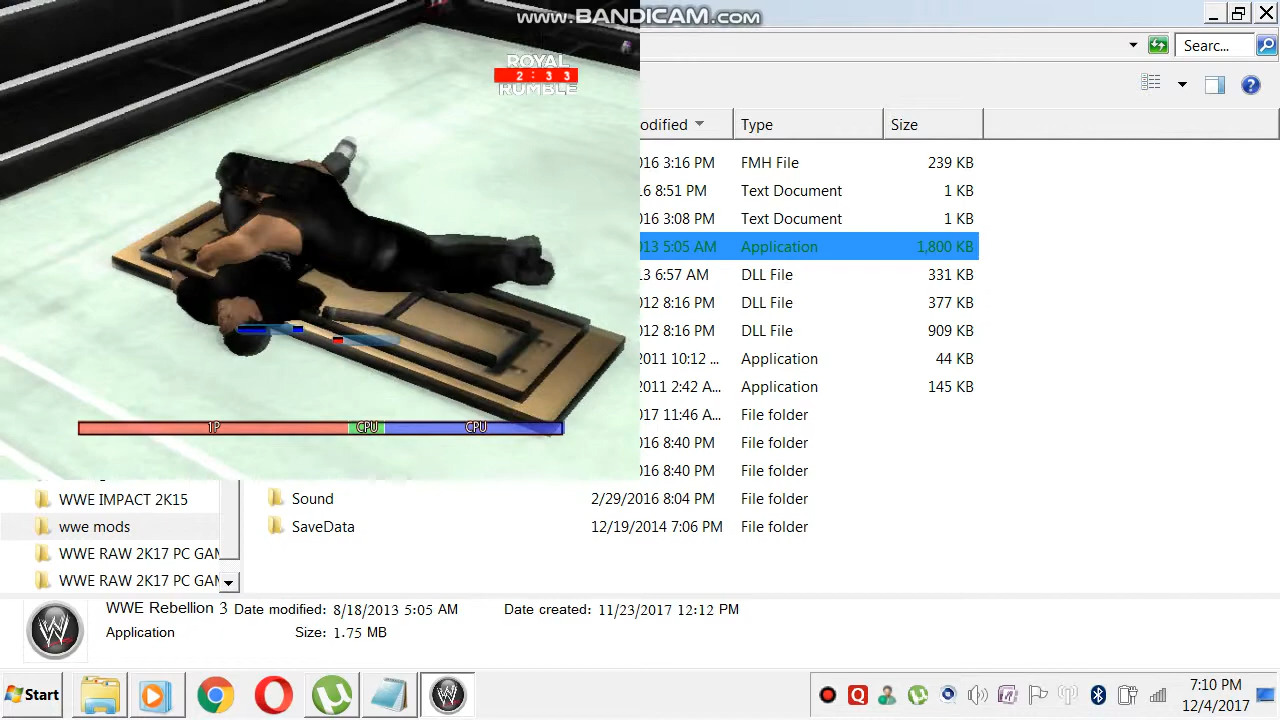 www.BANDICAM.com
ROYAL
2:33
RUMBLE
1P CPU CPU
Searc...
odified Type Size
016 3:16 PM FMH File 239 KB
16 8:51 PM Text Document 1 KB
016 3:08 PM Text Document 1 KB
013 5:05 AM Application 1,800 KB
13 6:57 AM DLL File 331 KB
012 8:16 PM DLL File 377 KB
012 8:16 PM DLL File 909 KB
2011 10:12 ... Application 44 KB
2011 2:42 A... Application 145 KB
017 11:46 A... File folder
016 8:40 PM File folder
016 8:40 PM File folder
Sound 2/29/2016 8:04 PM File folder
SaveData 12/19/2014 7:06 PM File folder
WWE IMPACT 2K15
wwe mods
WWE RAW 2K17 PC GAM
WWE RAW 2K17 PC GAM
WWE Rebellion 3 Date modified: 8/18/2013 5:05 AM Date created: 11/23/2017 12:12 PM
Application Size: 1.75 MB
Start
7:10 PM
12/4/2017